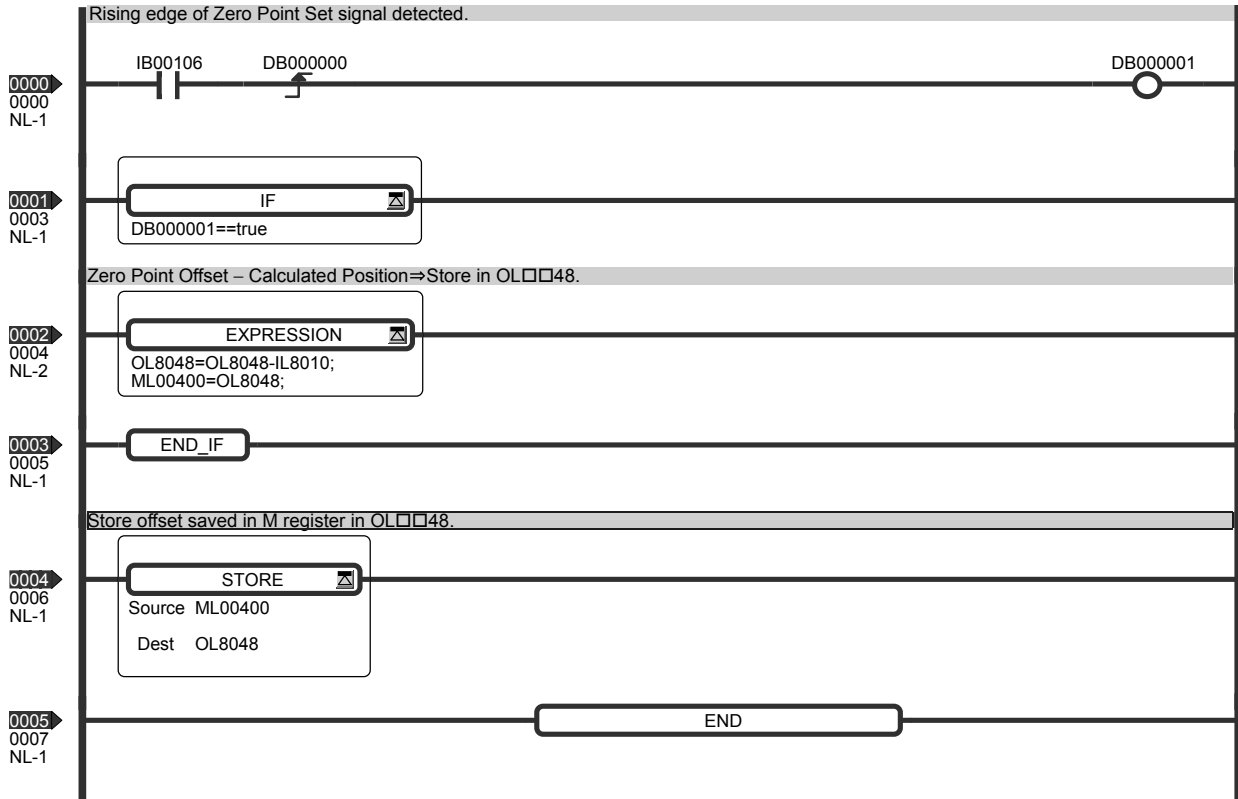 Rising edge of Zero Point Set signal detected.
IB00106 DB000000 DB000001
0000
0000
NL-1
IF
0001
0003
NL-1
DB000001==true
Zero Point Offset – Calculated Position⇒Store in OL□□48.
EXPRESSION
0002
0004
NL-2
OL8048=OL8048-IL8010;
ML00400=OL8048;
END_IF
0003
0005
NL-1
Store offset saved in M register in OL□□48.
STORE
0004
0006
NL-1
Source ML00400
Dest OL8048
END
0005
0007
NL-1